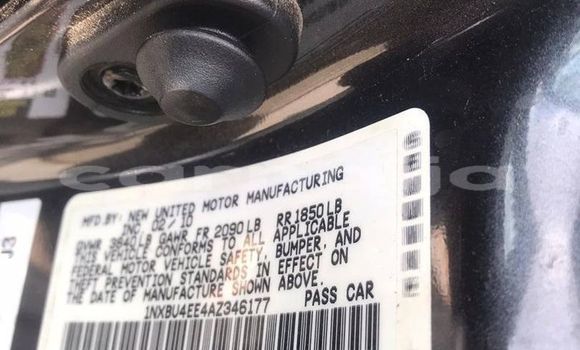 MFD. BY: NEW UNITED MOTOR MANUFACTURING
INC 02/10
GVWR 3640LB GAWR FR 2090LB RR 1850LB
THIS VEHICLE CONFORMS TO ALL APPLICABLE
FEDERAL MOTOR VEHICLE SAFETY, BUMPER, AND
THEFT PREVENTION STANDARDS IN EFFECT ON
THE DATE OF MANUFACTURE SHOWN ABOVE.
1NXBU4EE4AZ346177 PASS CAR